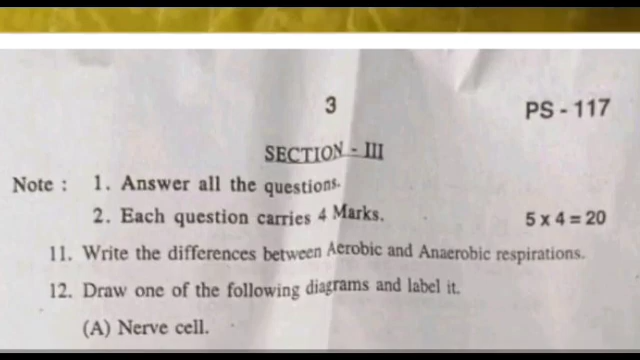 3
PS - 117
SECTION - III
Note : 1. Answer all the questions.
2. Each question carries 4 Marks. 5 x 4 = 20
11. Write the differences between Aerobic and Anaerobic respirations.
12. Draw one of the following diagrams and label it.
(A) Nerve cell.